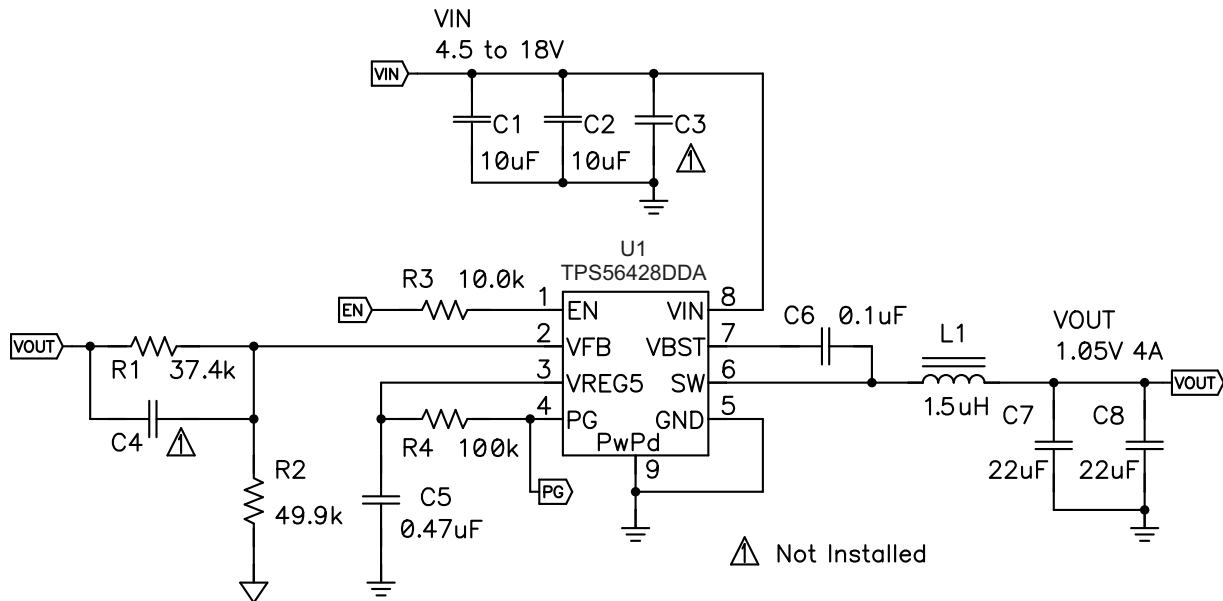 VIN
4.5 to 18V
VIN
C1
C2
C3
10uF
10uF
1
U1
TPS56428DDA
R3 10.0k
EN
1
EN
VIN
8
C6
0.1uF
VOUT
2
VFB
VBST
7
L1
VOUT
1.05V 4A
R1
37.4k
3
VREG5
SW
6
VOUT
1.5uH
C7
C8
C4
1
R4
100k
4
PG
GND
5
PwPd
9
22uF
22uF
R2
49.9k
C5
0.47uF
PG
1 Not Installed